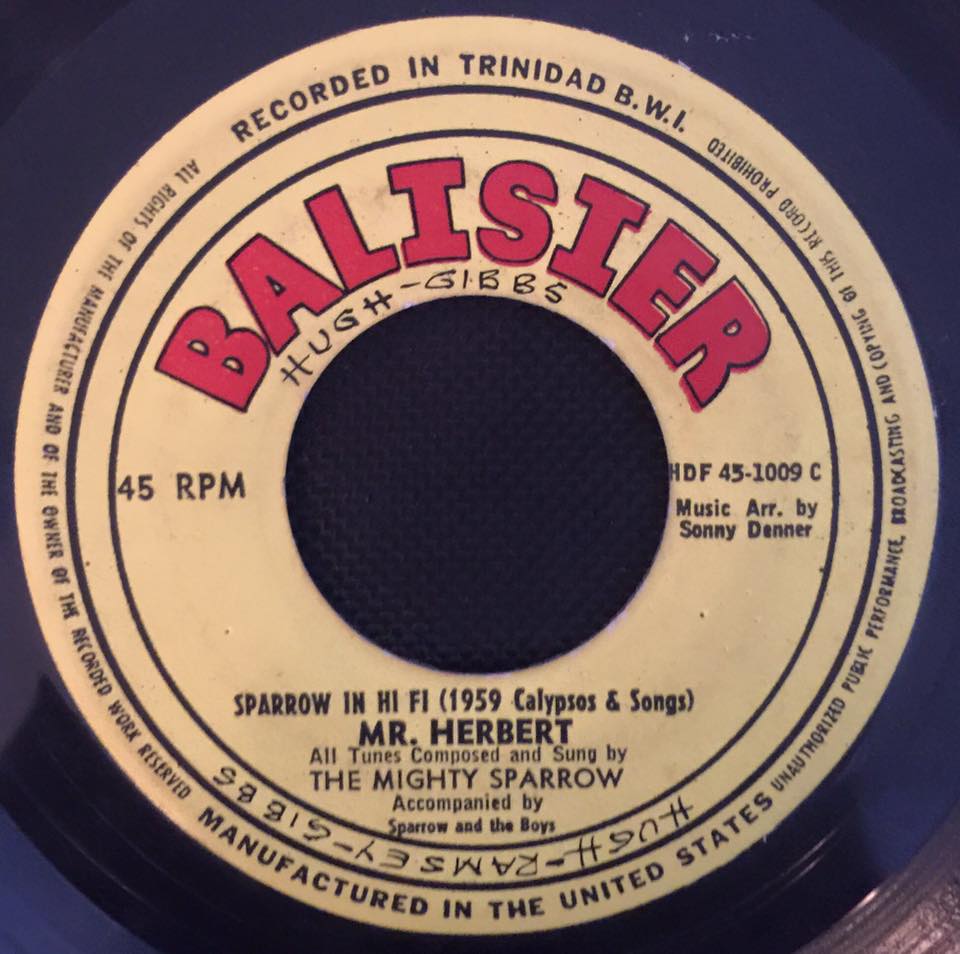 RECORDED IN TRINIDAD B.W.I.
BALISIER
HUGH-GIBBS
45 RPM
HDF 45-1009 C
Music Arr. by
Sonny Denner
SPARROW IN HI FI (1959 Calypsos & Songs)
MR. HERBERT
All Tunes Composed and Sung by
THE MIGHTY SPARROW
Accompanied by
Sparrow and the Boys
HUGH-RAMSEY-GIBBS
MANUFACTURED IN THE UNITED STATES
ALL RIGHTS OF THE MANUFACTURER AND OF THE OWNER OF THE RECORDED WORK RESERVED
UNAUTHORIZED PUBLIC PERFORMANCE, BROADCASTING AND COPYING OF THIS RECORD PROHIBITED